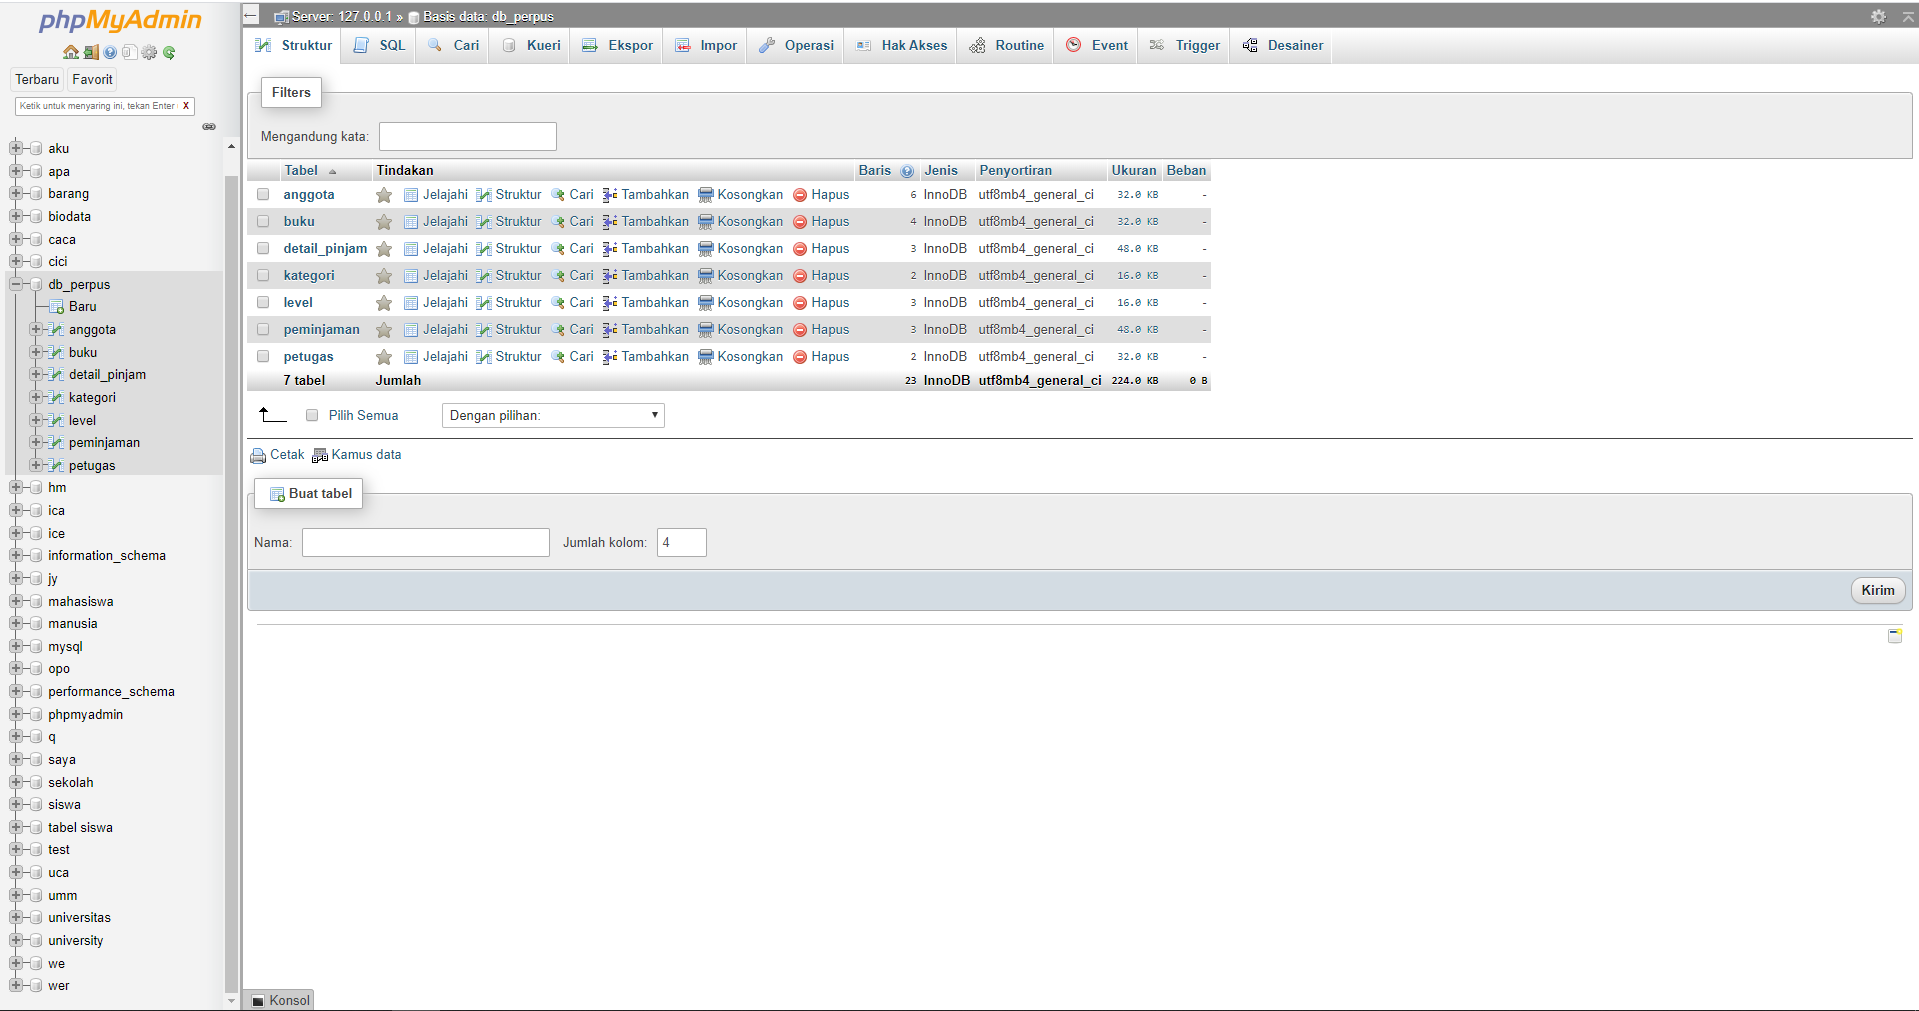 phpMyAdmin
Terbaru Favorit
Ketik untuk menyaring ini, tekan Enter X
aku
apa
barang
biodata
caca
cici
db_perpus
Baru
anggota
buku
detail_pinjam
kategori
level
peminjaman
petugas
hm
ica
ice
information_schema
jy
mahasiswa
manusia
mysql
opo
performance_schema
phpmyadmin
q
saya
sekolah
siswa
tabel siswa
test
uca
umm
universitas
university
we
wer
Server: 127.0.0.1 » Basis data: db_perpus
Struktur SQL Cari Kueri Ekspor Impor Operasi Hak Akses Routine Event Trigger Desainer
Filters
Mengandung kata:
Tabel Tindakan Baris Jenis Penyortiran Ukuran Beban
anggota Jelajahi Struktur Cari Tambahkan Kosongkan Hapus 6 InnoDB utf8mb4_general_ci 32.0 KB -
buku Jelajahi Struktur Cari Tambahkan Kosongkan Hapus 4 InnoDB utf8mb4_general_ci 32.0 KB -
detail_pinjam Jelajahi Struktur Cari Tambahkan Kosongkan Hapus 3 InnoDB utf8mb4_general_ci 48.0 KB -
kategori Jelajahi Struktur Cari Tambahkan Kosongkan Hapus 2 InnoDB utf8mb4_general_ci 16.0 KB -
level Jelajahi Struktur Cari Tambahkan Kosongkan Hapus 3 InnoDB utf8mb4_general_ci 16.0 KB -
peminjaman Jelajahi Struktur Cari Tambahkan Kosongkan Hapus 3 InnoDB utf8mb4_general_ci 48.0 KB -
petugas Jelajahi Struktur Cari Tambahkan Kosongkan Hapus 2 InnoDB utf8mb4_general_ci 32.0 KB -
7 tabel Jumlah 23 InnoDB utf8mb4_general_ci 224.0 KB 0 B
Pilih Semua Dengan pilihan:
Cetak Kamus data
Buat tabel
Nama: Jumlah kolom: 4
Kirim
Konsol